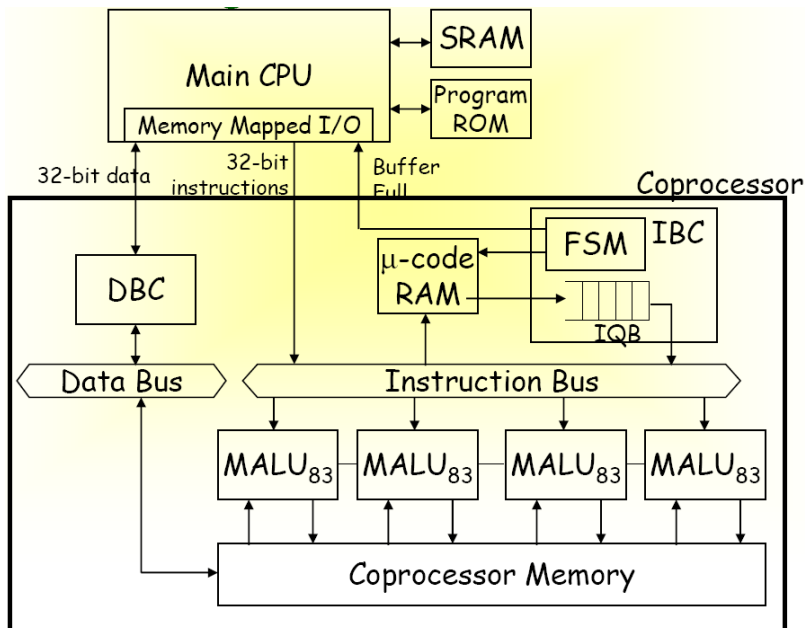 Main CPU
SRAM
Program
ROM
Memory Mapped I/O
32-bit data
32-bit
instructions
Buffer
Full
Coprocessor
DBC
μ-code
RAM
FSM
IBC
IQB
Data Bus
Instruction Bus
MALU83
MALU83
MALU83
MALU83
Coprocessor Memory